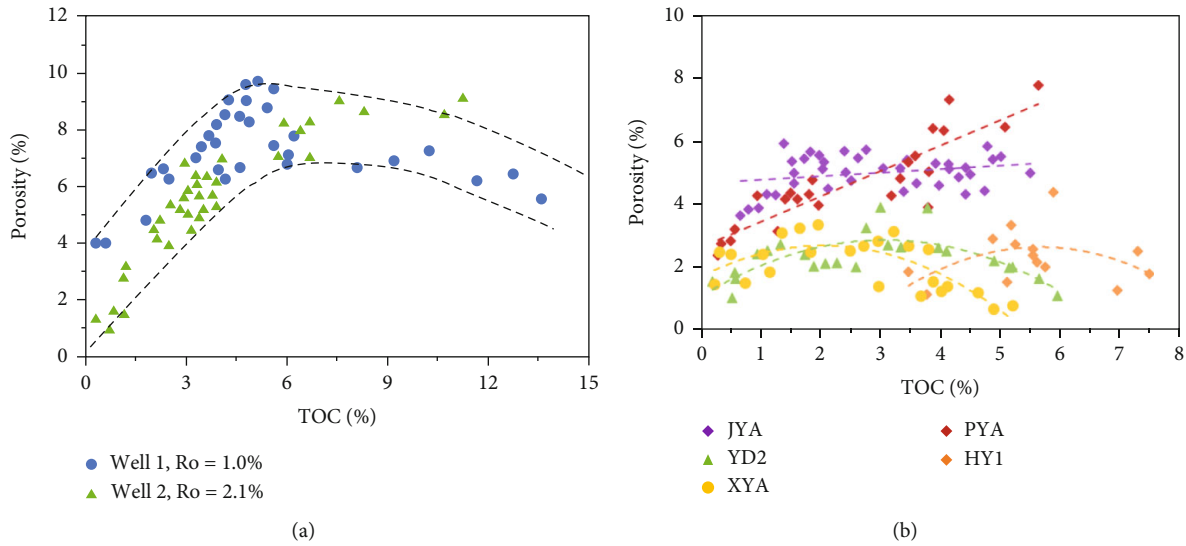 12
10
8
6
4
2
0
Porosity (%)
0
3
6
9
12
15
TOC (%)
Well 1, Ro = 1.0%
Well 2, Ro = 2.1%
(a)
10
8
6
4
2
0
Porosity (%)
0
1
2
3
4
5
6
7
8
TOC (%)
JYA
PYA
YD2
HY1
XYA
(b)